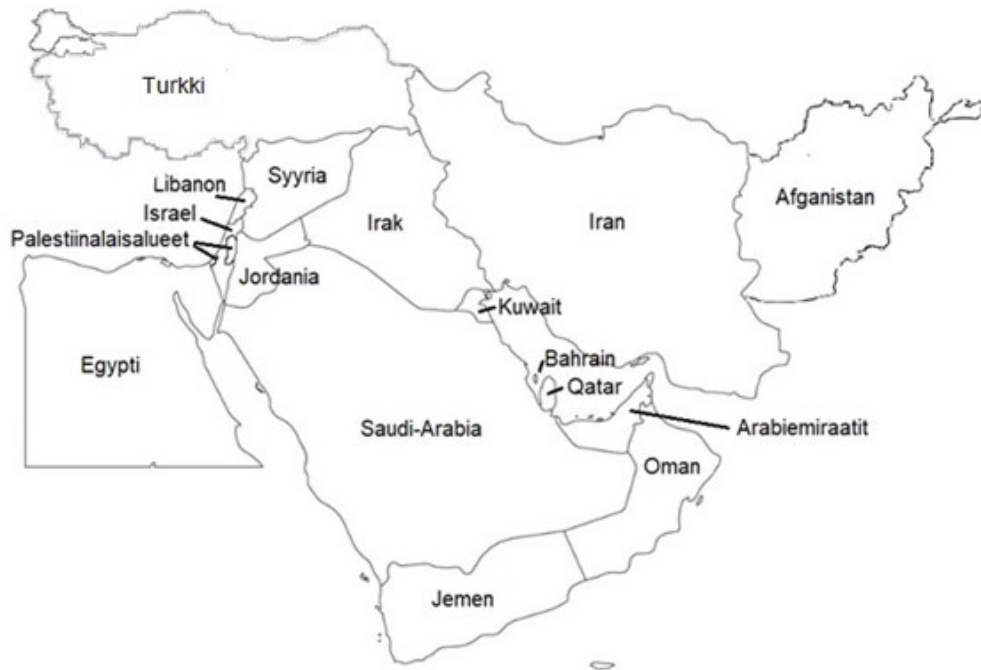 Turkki
Syyria
Libanon
Israel
Palestiinalaisalueet
Jordania
Irak
Iran
Afganistan
Kuwait
Egypti
Bahrain
Qatar
Saudi-Arabia
Arabiemiraatit
Oman
Jemen